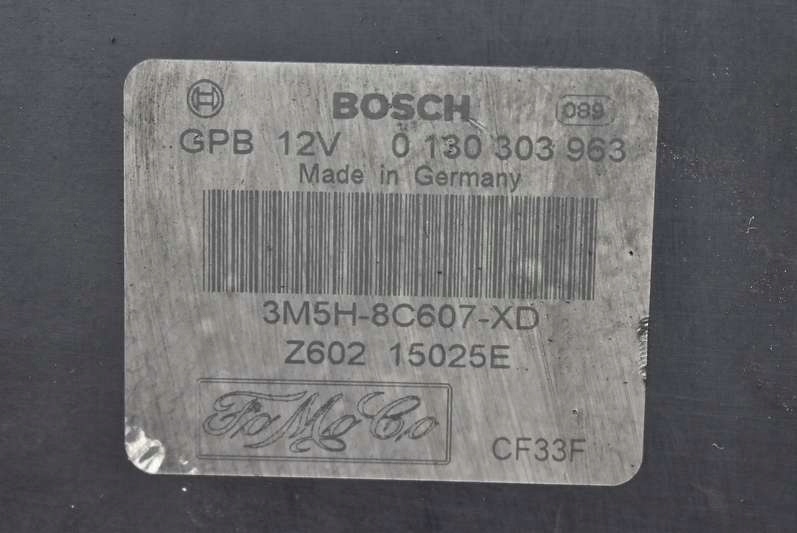 BOSCH 089
GPB 12V 0 130 303 963
Made in Germany
3M5H-8C607-XD
Z602 15025E
FoMoCo
CF33F